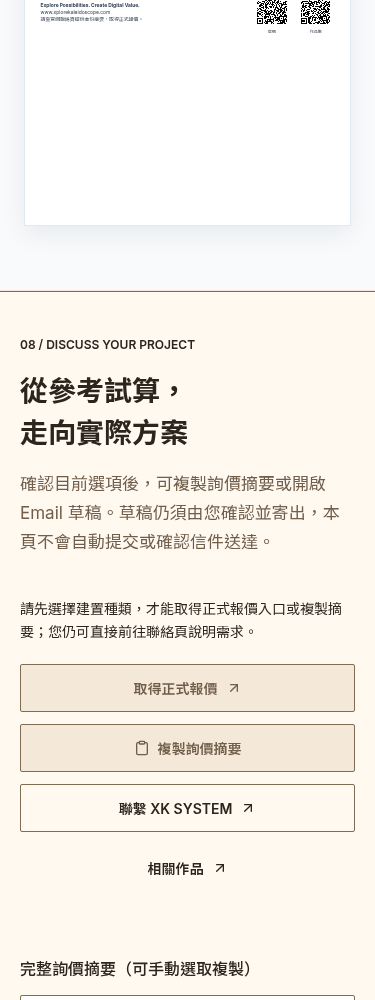 Explore Possibilities. Create Digital Value.
www.xplorekaleidoscope.com
08 / DISCUSS YOUR PROJECT
從參考試算，
走向實際方案
確認目前選項後，可複製詢價摘要或開啟
Email 草稿。草稿仍須由您確認並寄出，本
頁不會自動提交或確認信件送達。
請先選擇建置種類，才能取得正式報價入口或複製摘
要；您仍可直接前往聯絡頁說明需求。
取得正式報價
複製詢價摘要
聯繫 XK SYSTEM
相關作品
完整詢價摘要（可手動選取複製）